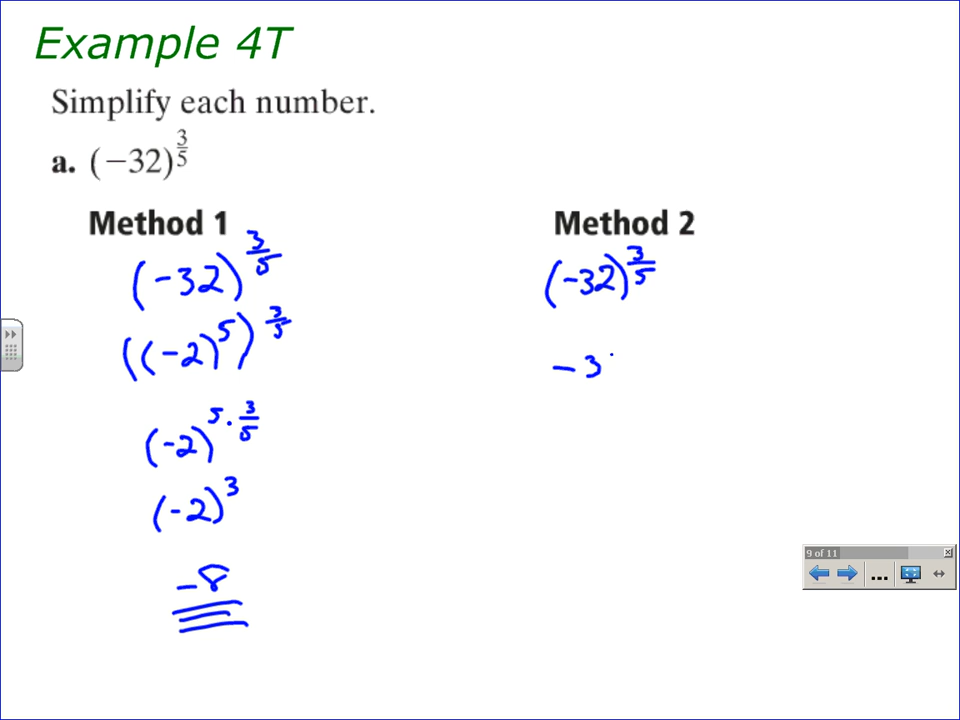 Example 4T
Simplify each number.
a. (−32)^(3/5)
Method 1
(-32)^(3/5)
((-2)^5)^(3/5)
(-2)^(5·3/5)
(-2)^3
-8
Method 2
(-32)^(3/5)
-3
9 of 11
...